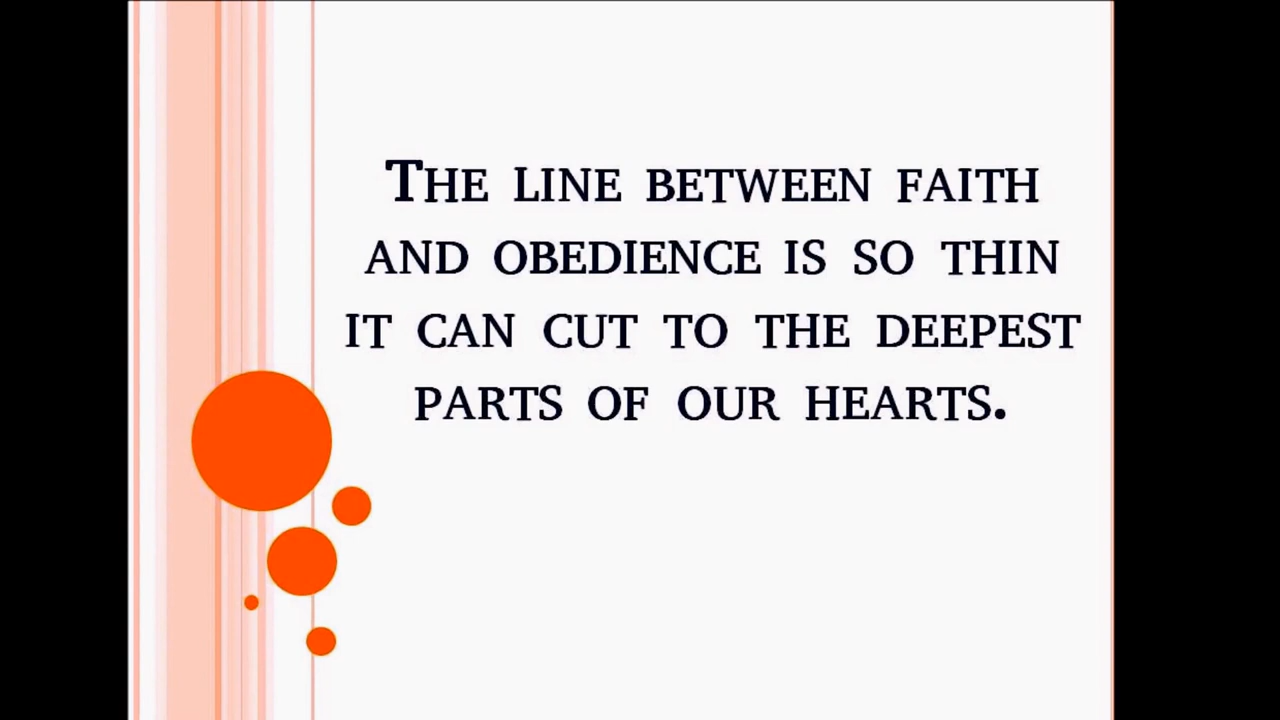 The line between faith
and obedience is so thin
it can cut to the deepest
parts of our hearts.